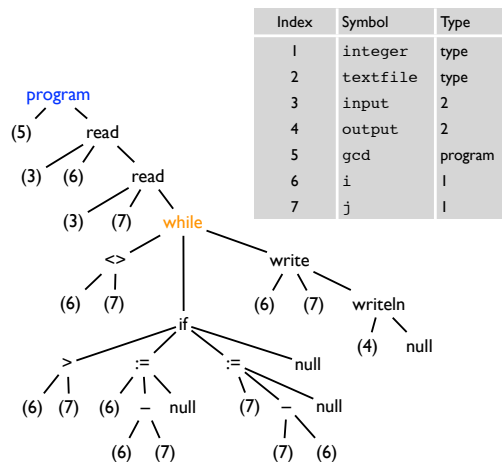 Index Symbol Type
1 integer type
2 textfile type
3 input 2
4 output 2
5 gcd program
6 i 1
7 j 1
program
(5) read
(3) (6) read
(3) (7) while
<> write
(6) (7) (6) (7) writeln
if (4) null
> := := null
(6) (7) (6) − null (7) − null
(6) (7) (7) (6)